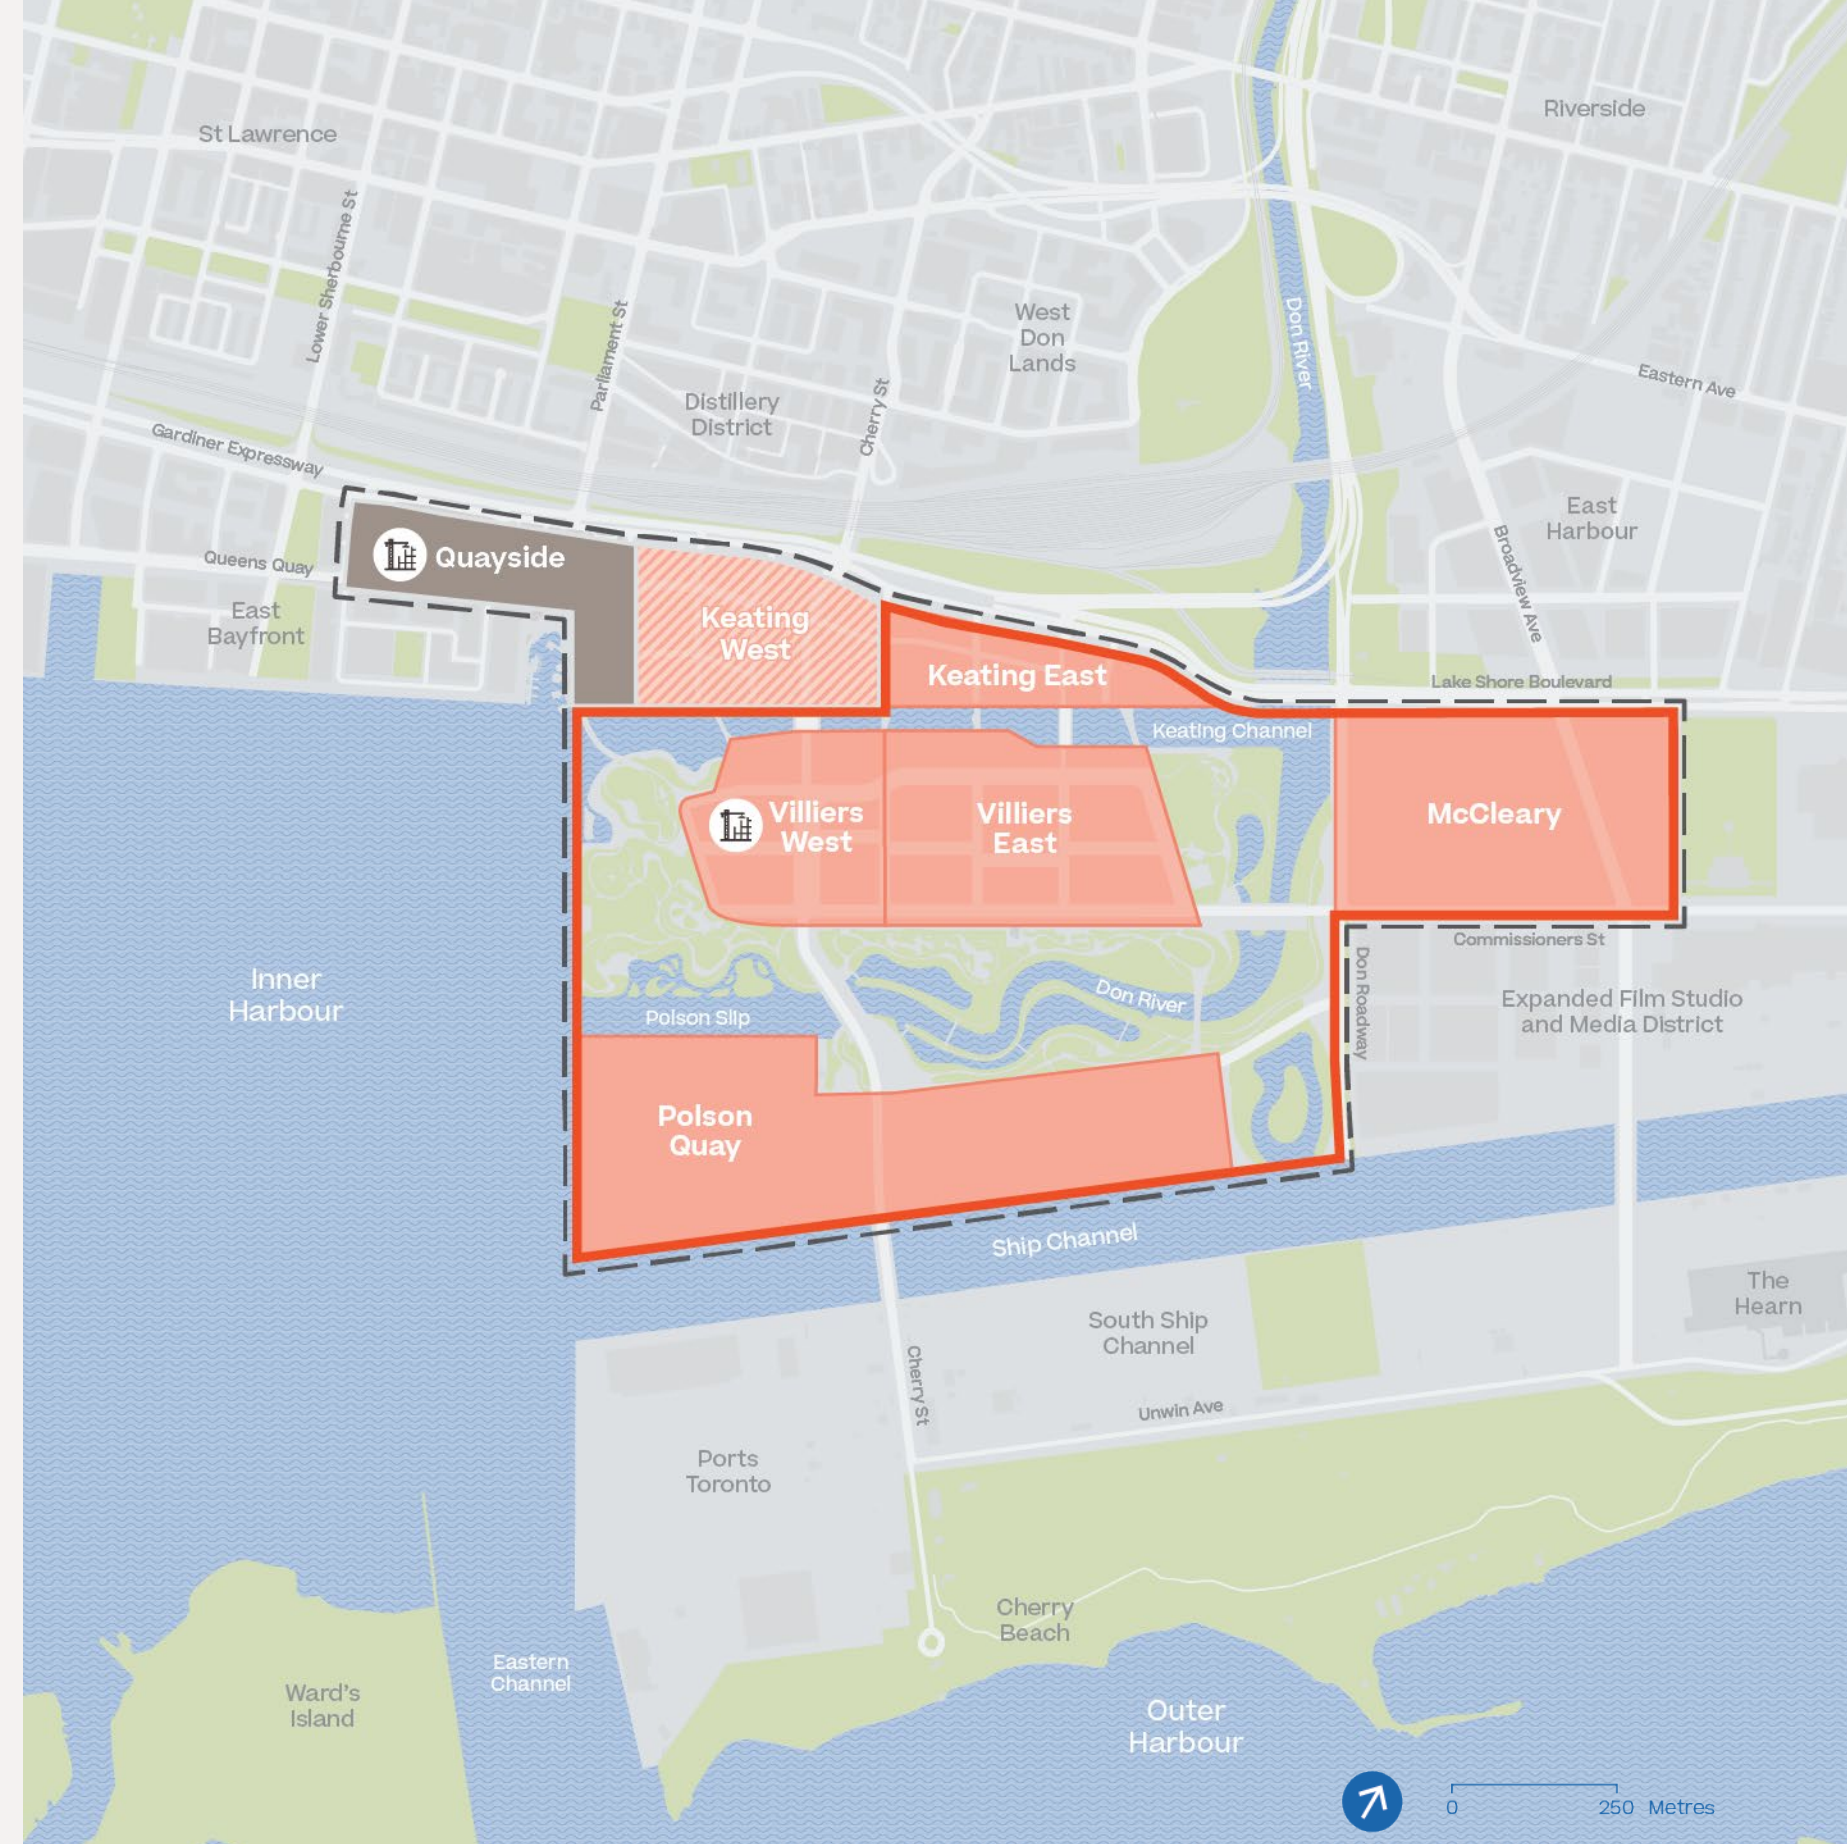 Riverside
St Lawrence
Lower Sherbourne St
Parliament St
West
Don
Lands
Don River
Eastern Ave
Distillery
District
Cherry St
Gardiner Expressway
East
Harbour
Broadview Ave
Quayside
Queens Quay
East
Bayfront
Keating
West
Keating East
Lake Shore Boulevard
Keating Channel
Villiers
West
Villiers
East
McCleary
Commissioners St
Don Roadway
Inner
Harbour
Don River
Expanded Film Studio
and Media District
Polson Slip
Polson
Quay
Ship Channel
The
Hearn
South Ship
Channel
Cherry St
Unwin Ave
Ports
Toronto
Cherry
Beach
Eastern
Channel
Ward's
Island
Outer
Harbour
0 250 Metres